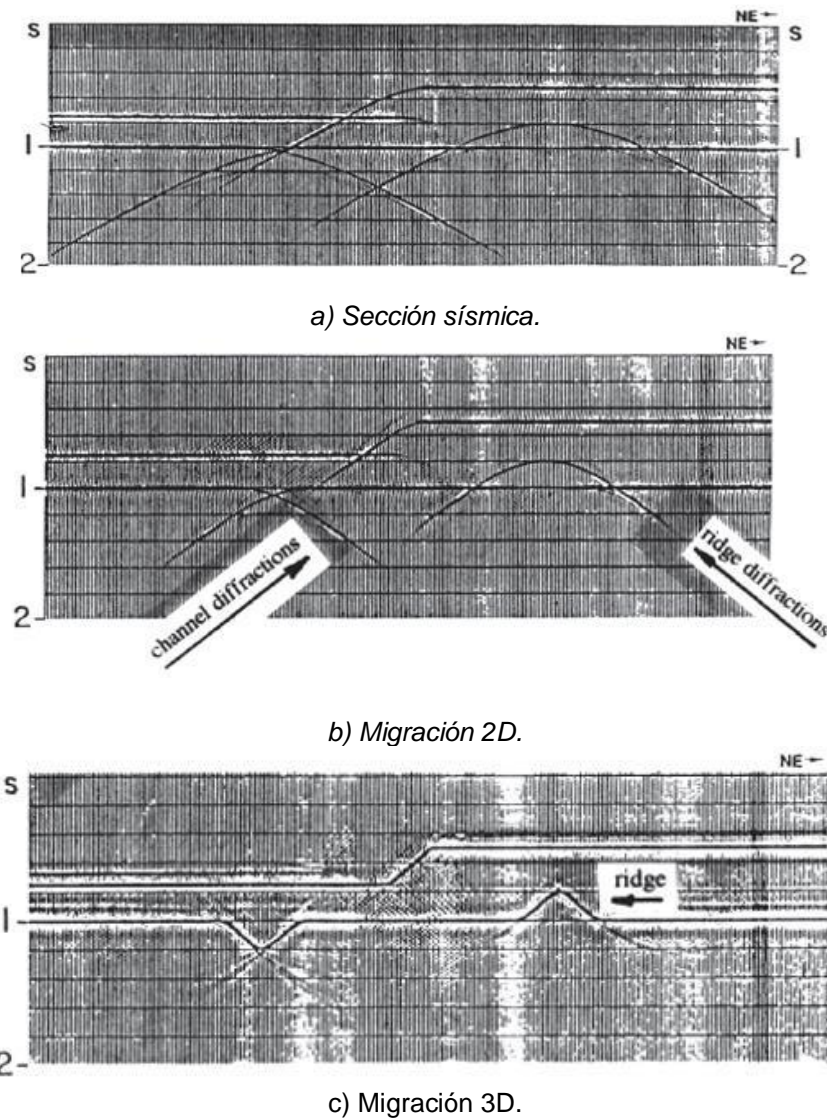 NE ←
S S
1 1
2- -2
a) Sección sísmica.
NE ←
S
1
2
channel diffractions
ridge diffractions
b) Migración 2D.
NE ←
S
ridge
1
2-
c) Migración 3D.